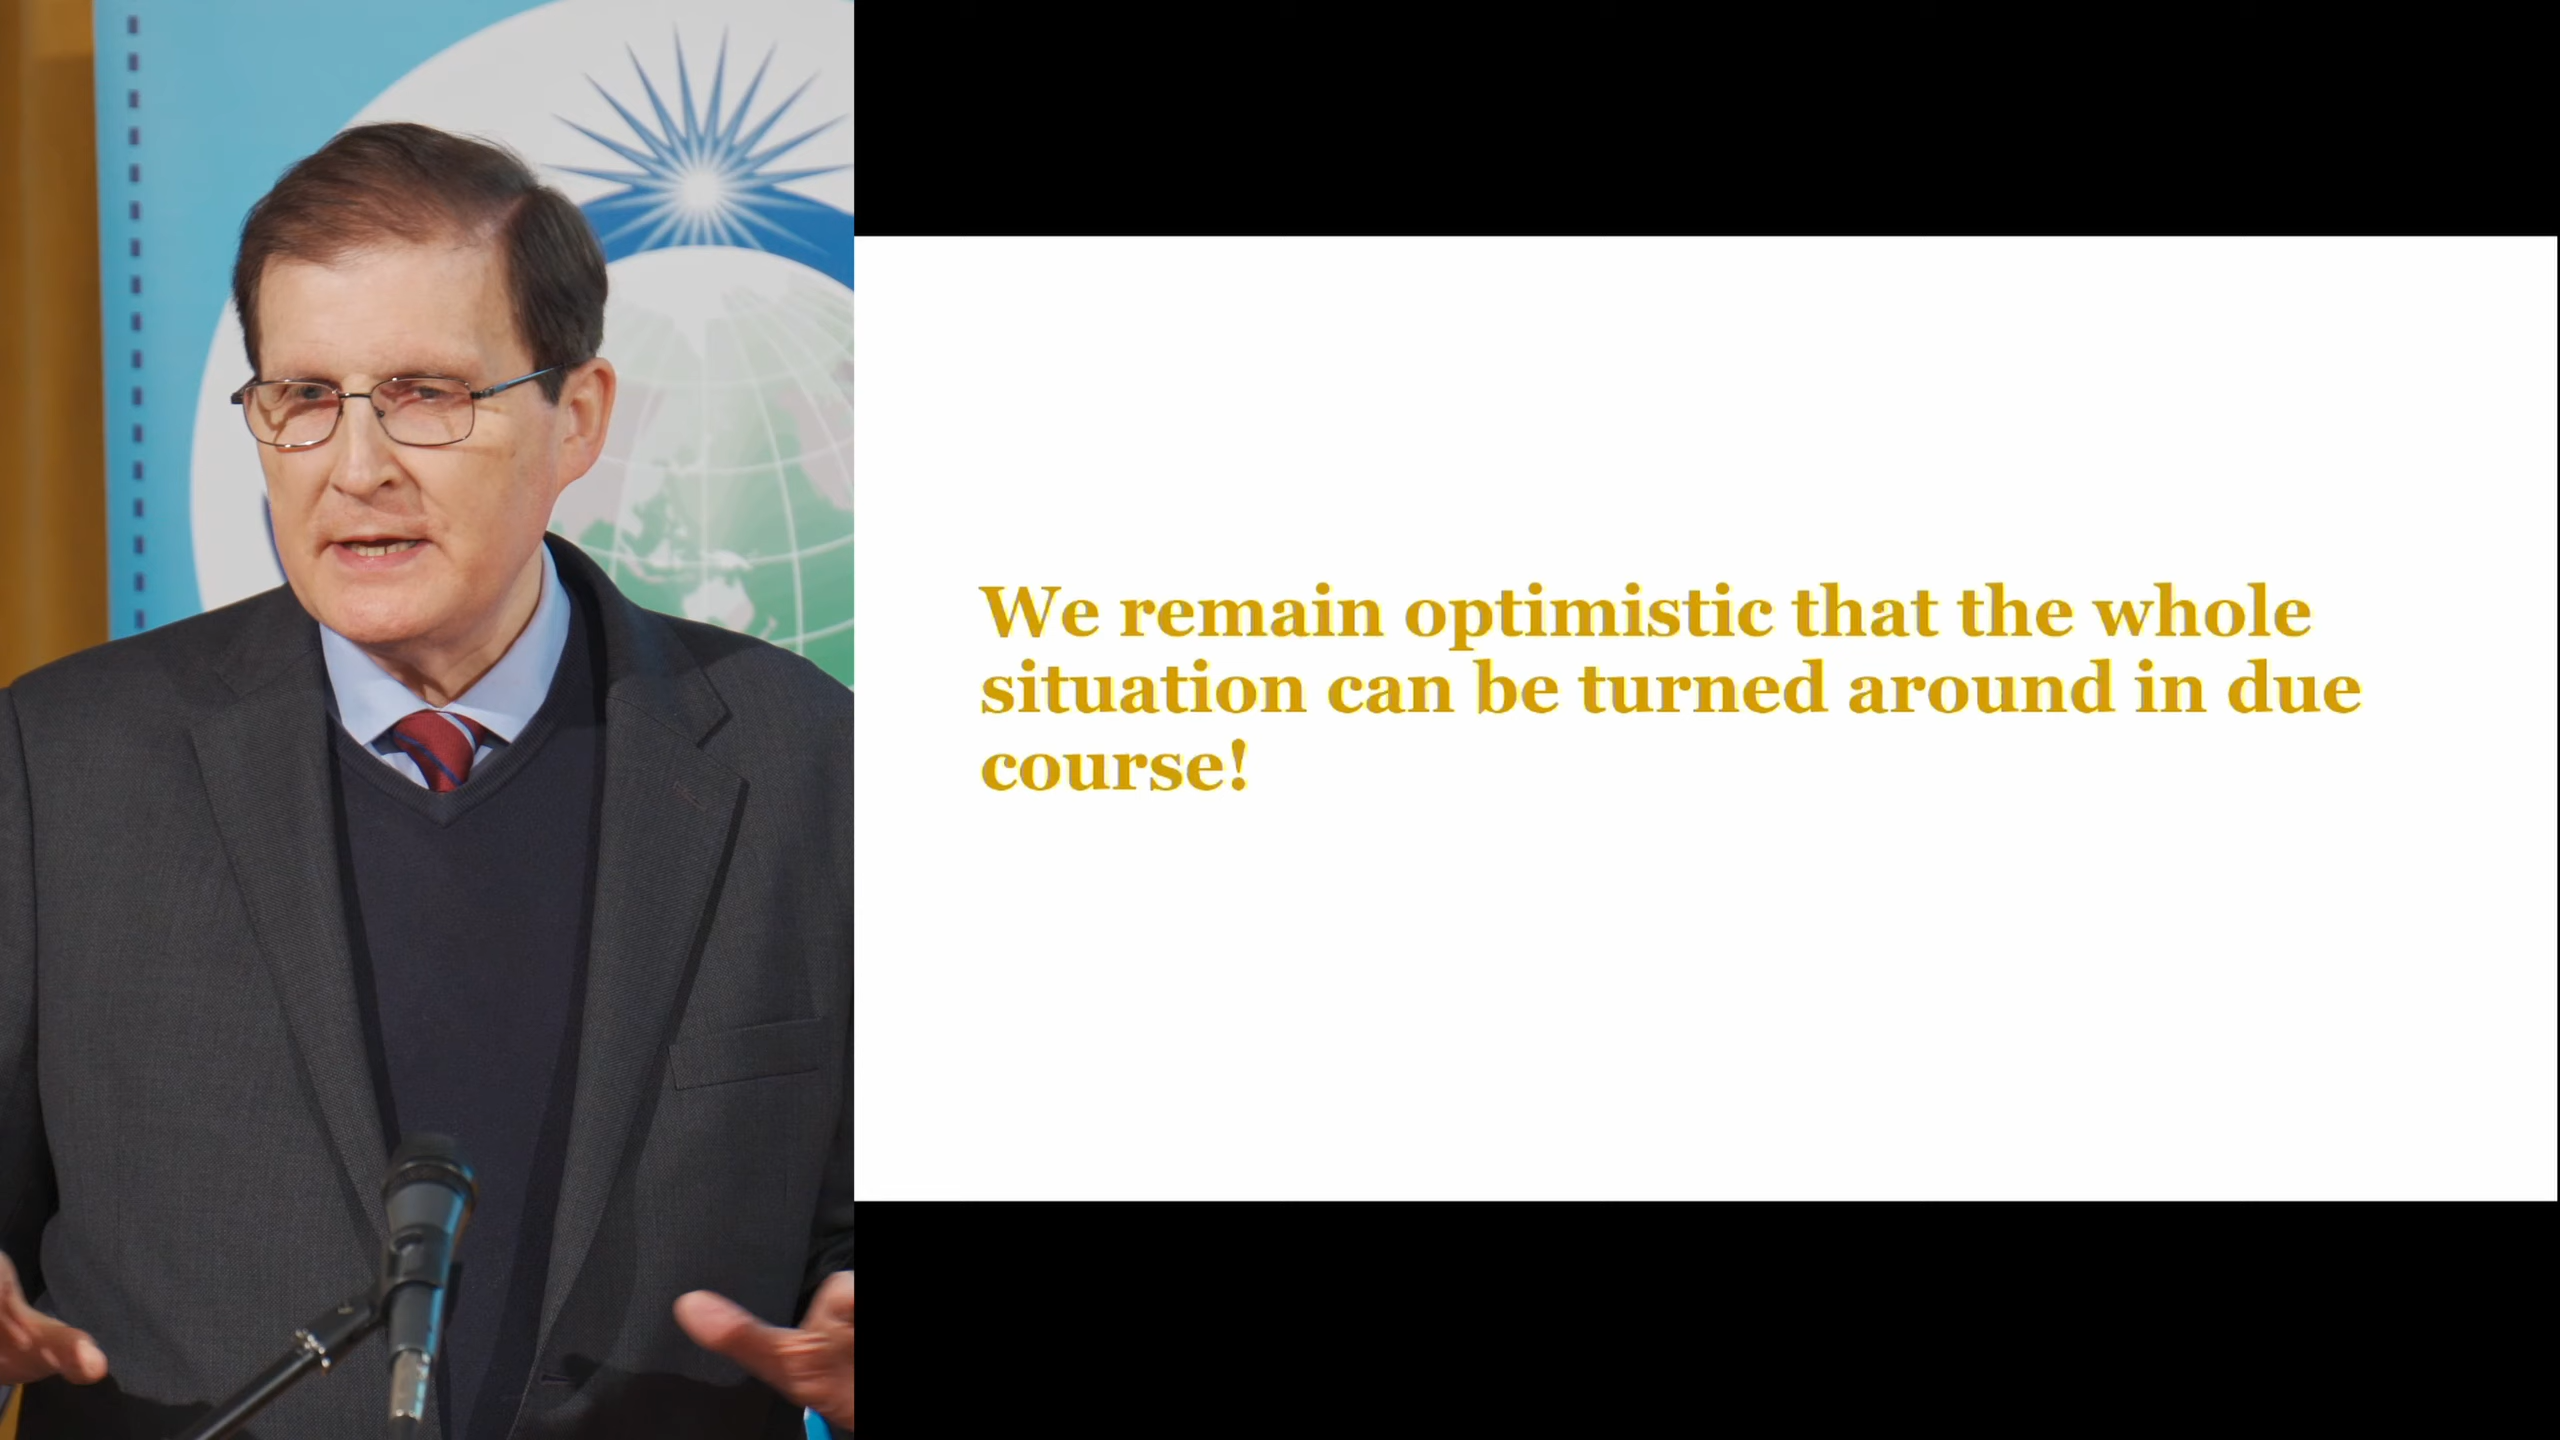 We remain optimistic that the whole
situation can be turned around in due
course!